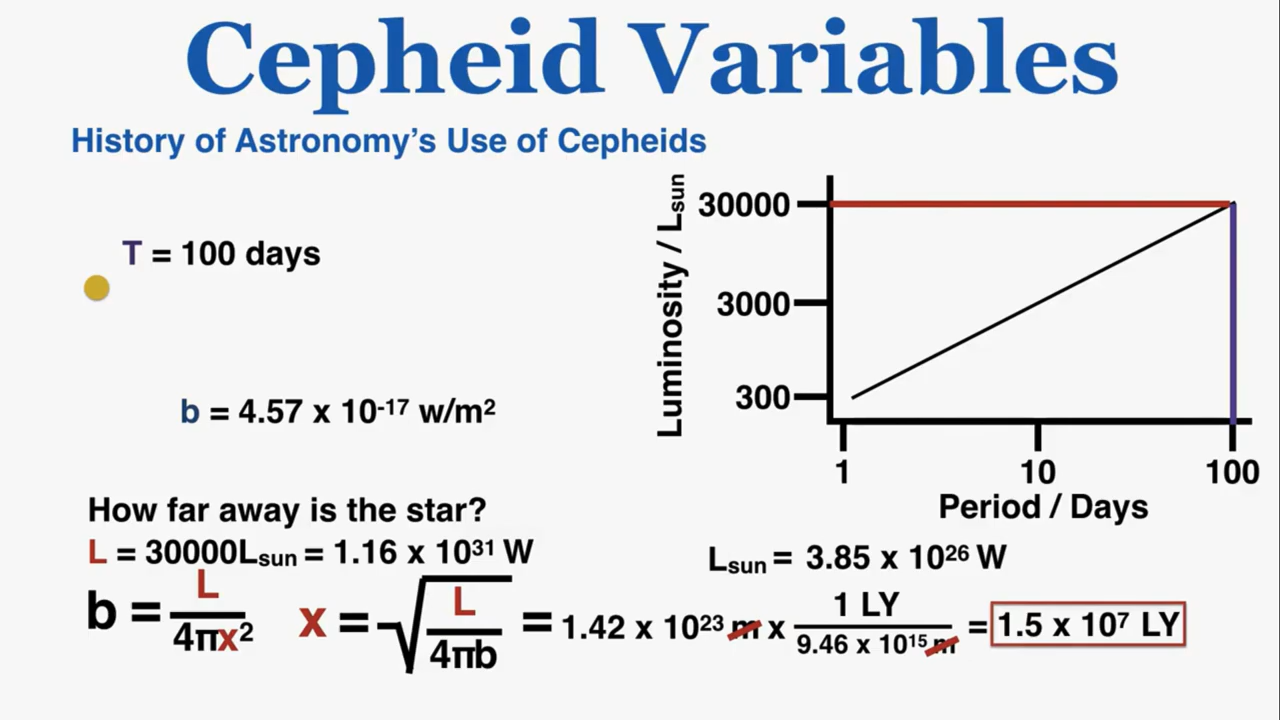 Cepheid Variables
History of Astronomy's Use of Cepheids
T = 100 days
b = 4.57 x 10⁻¹⁷ w/m²
Luminosity / Lsun
30000
3000
300
1 10 100
Period / Days
How far away is the star?
L = 30000Lsun = 1.16 x 10³¹ W
Lsun = 3.85 x 10²⁶ W
b = L / 4πx² x = √(L / 4πb) = 1.42 x 10²³ m x 1 LY / 9.46 x 10¹⁵ m = 1.5 x 10⁷ LY